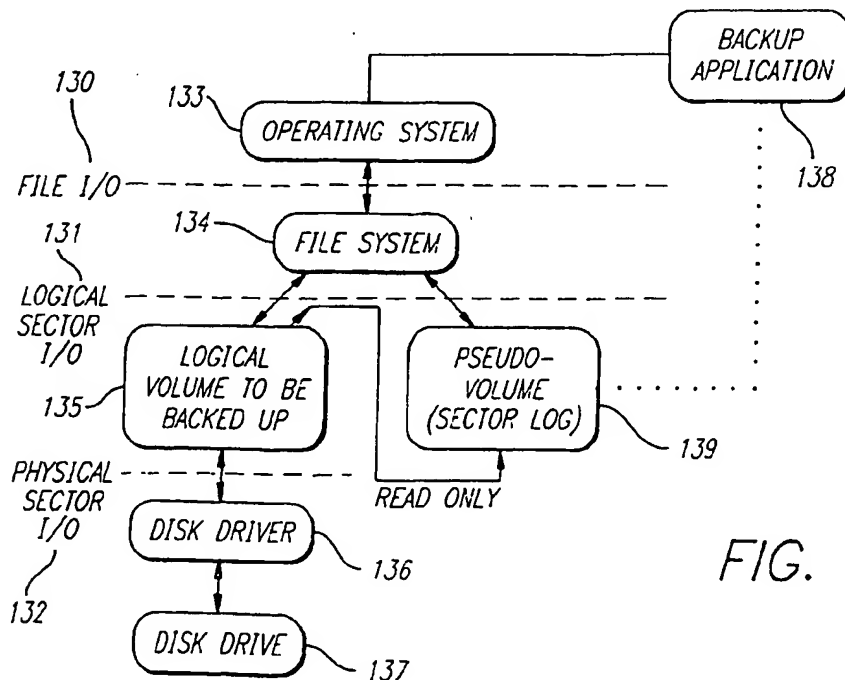 BACKUP
APPLICATION
138
130
133
OPERATING SYSTEM
FILE I/O
134
FILE SYSTEM
131
LOGICAL
SECTOR
I/O
LOGICAL
VOLUME TO BE
BACKED UP
135
PSEUDO-
VOLUME
(SECTOR LOG)
139
PHYSICAL
SECTOR
I/O
132
READ ONLY
DISK DRIVER
136
DISK DRIVE
137
FIG.